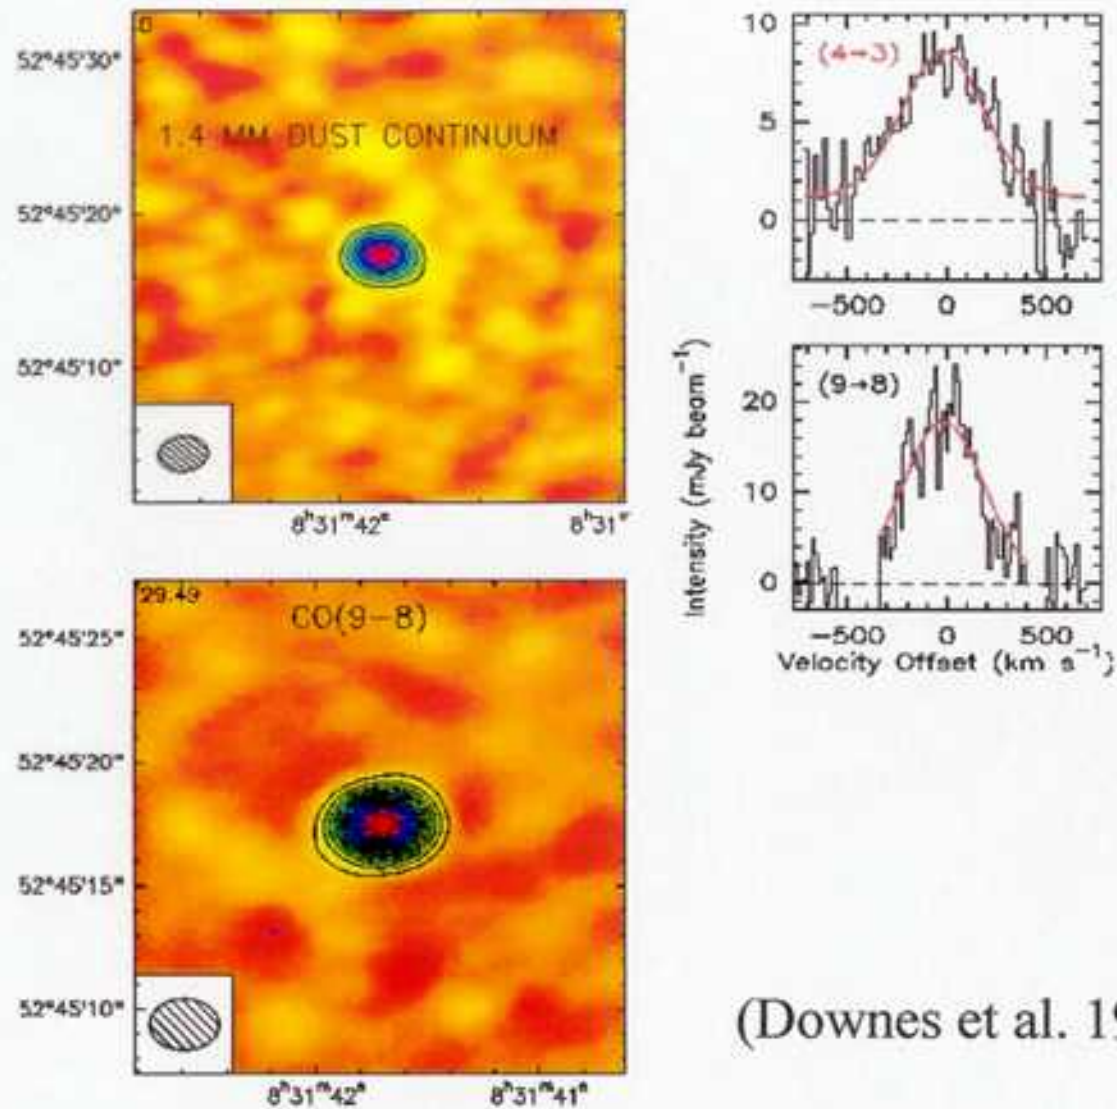 0
52°45'30"
1.4 MM DUST CONTINUUM
52°45'20"
52°45'10"
8ʰ31ᵐ42ˢ
8ʰ31ᵐ
10
(4→3)
5
0
−500 0 500
(9→8)
20
10
0
−500 0 500
Intensity (mJy beam⁻¹)
Velocity Offset (km s⁻¹)
29.49
CO(9−8)
52°45'25"
52°45'20"
52°45'15"
52°45'10"
8ʰ31ᵐ42ˢ
8ʰ31ᵐ41ˢ
(Downes et al. 19